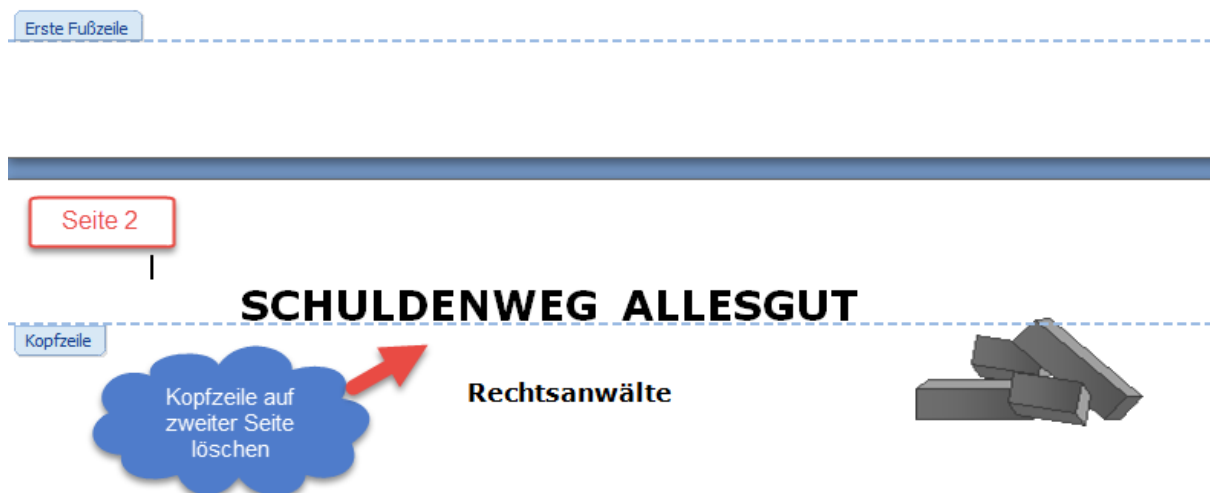 Erste Fußzeile
Seite 2
SCHULDENWEG ALLESGUT
Kopfzeile
Rechtsanwälte
Kopfzeile auf
zweiter Seite
löschen